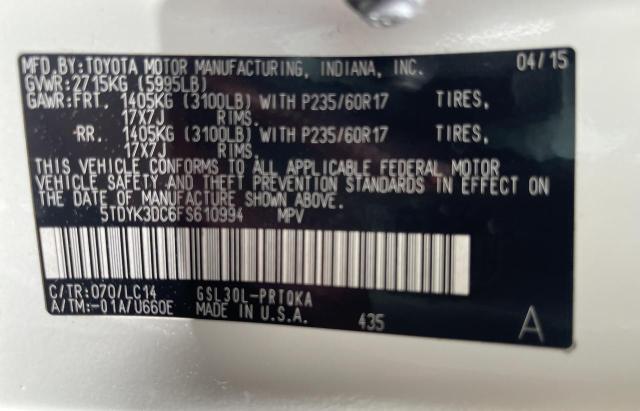 MFD.BY:TOYOTA MOTOR MANUFACTURING, INDIANA, INC. 04/15
GVWR:2715KG (5995LB)
GAWR:FRT. 1405KG (3100LB) WITH P235/60R17 TIRES,
17X7J RIMS.
RR. 1405KG (3100LB) WITH P235/60R17 TIRES,
17X7J RIMS.
THIS VEHICLE CONFORMS TO ALL APPLICABLE FEDERAL MOTOR
VEHICLE SAFETY AND THEFT PREVENTION STANDARDS IN EFFECT ON
THE DATE OF MANUFACTURE SHOWN ABOVE.
5TDYK3DC6FS610994 MPV
C/TR:070/LC14 GSL30L-PRTQKA
A/TM:-01A/U660E MADE IN U.S.A. 435 A